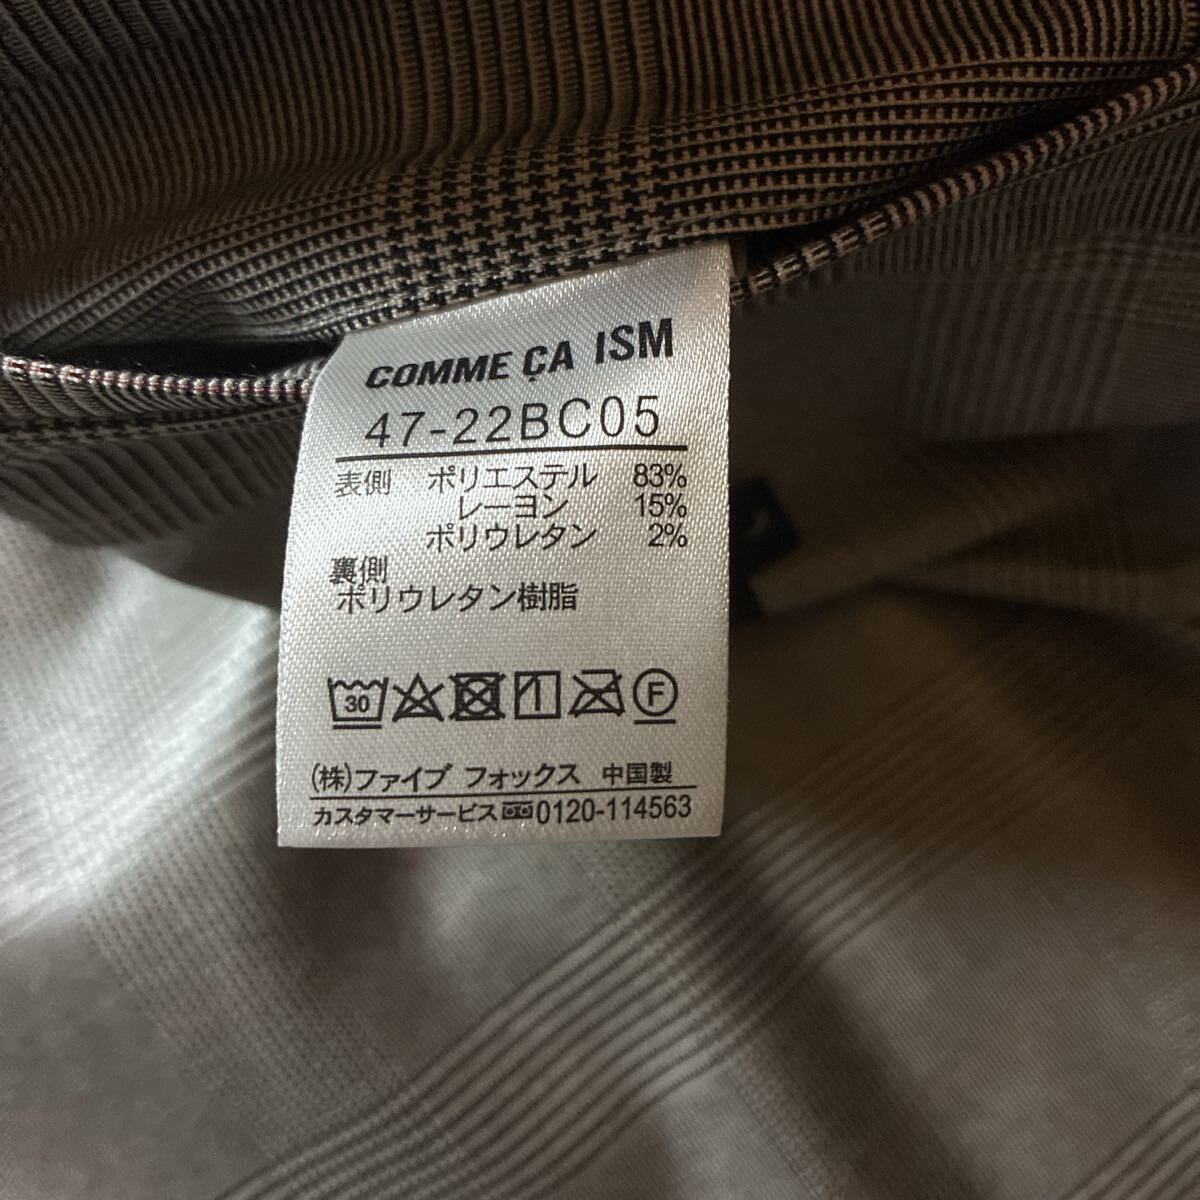 COMME ÇA ISM
47-22BC05
表側 ポリエステル 83%
レーヨン 15%
ポリウレタン 2%
裏側
ポリウレタン樹脂
30 F
(株)ファイブ フォックス 中国製
カスタマーサービス 0120-114563